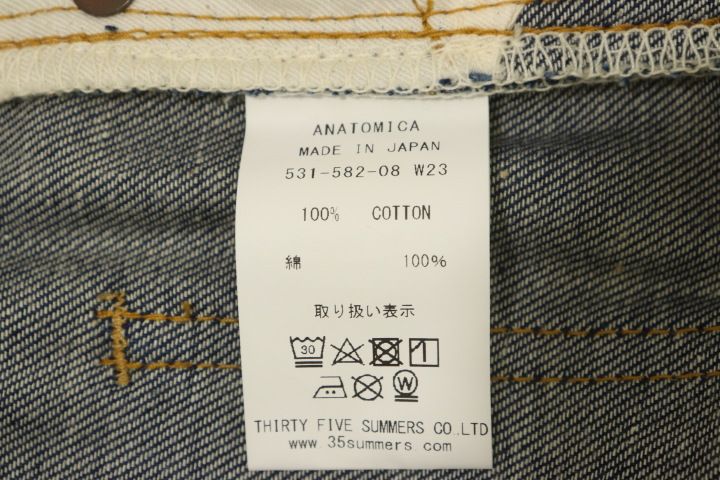 ANATOMICA
MADE IN JAPAN
531-582-08 W23
100% COTTON
綿 100%
取り扱い表示
30
W
THIRTY FIVE SUMMERS CO.,LTD
www.35summers.com